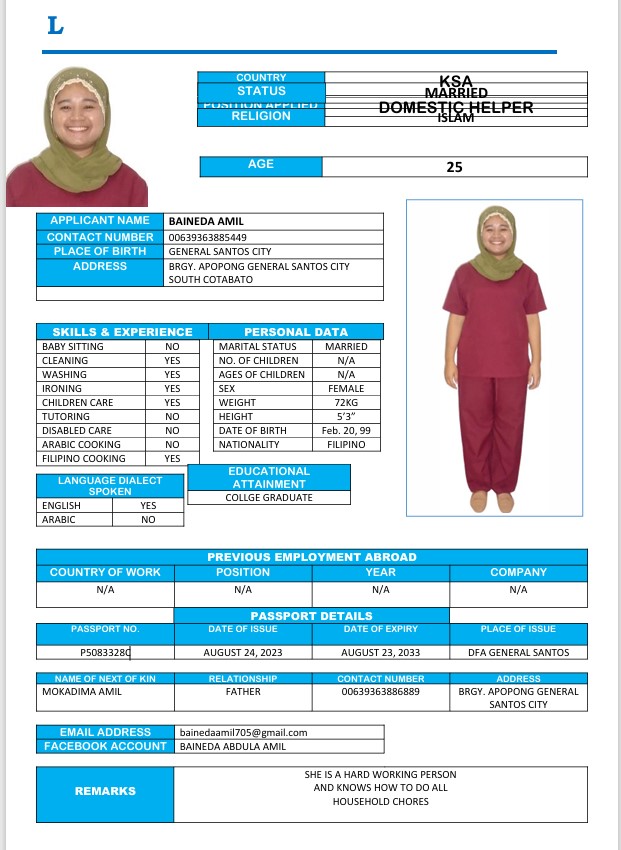 L
COUNTRY KSA
STATUS MARRIED
POSITION APPLIED DOMESTIC HELPER
RELIGION ISLAM
AGE 25
APPLICANT NAME BAINEDA AMIL
CONTACT NUMBER 00639363885449
PLACE OF BIRTH GENERAL SANTOS CITY
ADDRESS BRGY. APOPONG GENERAL SANTOS CITY
SOUTH COTABATO
SKILLS & EXPERIENCE
BABY SITTING NO
CLEANING YES
WASHING YES
IRONING YES
CHILDREN CARE YES
TUTORING NO
DISABLED CARE NO
ARABIC COOKING NO
FILIPINO COOKING YES
PERSONAL DATA
MARITAL STATUS MARRIED
NO. OF CHILDREN N/A
AGES OF CHILDREN N/A
SEX FEMALE
WEIGHT 72KG
HEIGHT 5'3”
DATE OF BIRTH Feb. 20, 99
NATIONALITY FILIPINO
LANGUAGE DIALECT
SPOKEN
ENGLISH YES
ARABIC NO
EDUCATIONAL
ATTAINMENT
COLLGE GRADUATE
PREVIOUS EMPLOYMENT ABROAD
COUNTRY OF WORK POSITION YEAR COMPANY
N/A N/A N/A N/A
PASSPORT DETAILS
PASSPORT NO. DATE OF ISSUE DATE OF EXPIRY PLACE OF ISSUE
P5083328C AUGUST 24, 2023 AUGUST 23, 2033 DFA GENERAL SANTOS
NAME OF NEXT OF KIN RELATIONSHIP CONTACT NUMBER ADDRESS
MOKADIMA AMIL FATHER 00639363886889 BRGY. APOPONG GENERAL
SANTOS CITY
EMAIL ADDRESS bainedaamil705@gmail.com
FACEBOOK ACCOUNT BAINEDA ABDULA AMIL
REMARKS
SHE IS A HARD WORKING PERSON
AND KNOWS HOW TO DO ALL
HOUSEHOLD CHORES